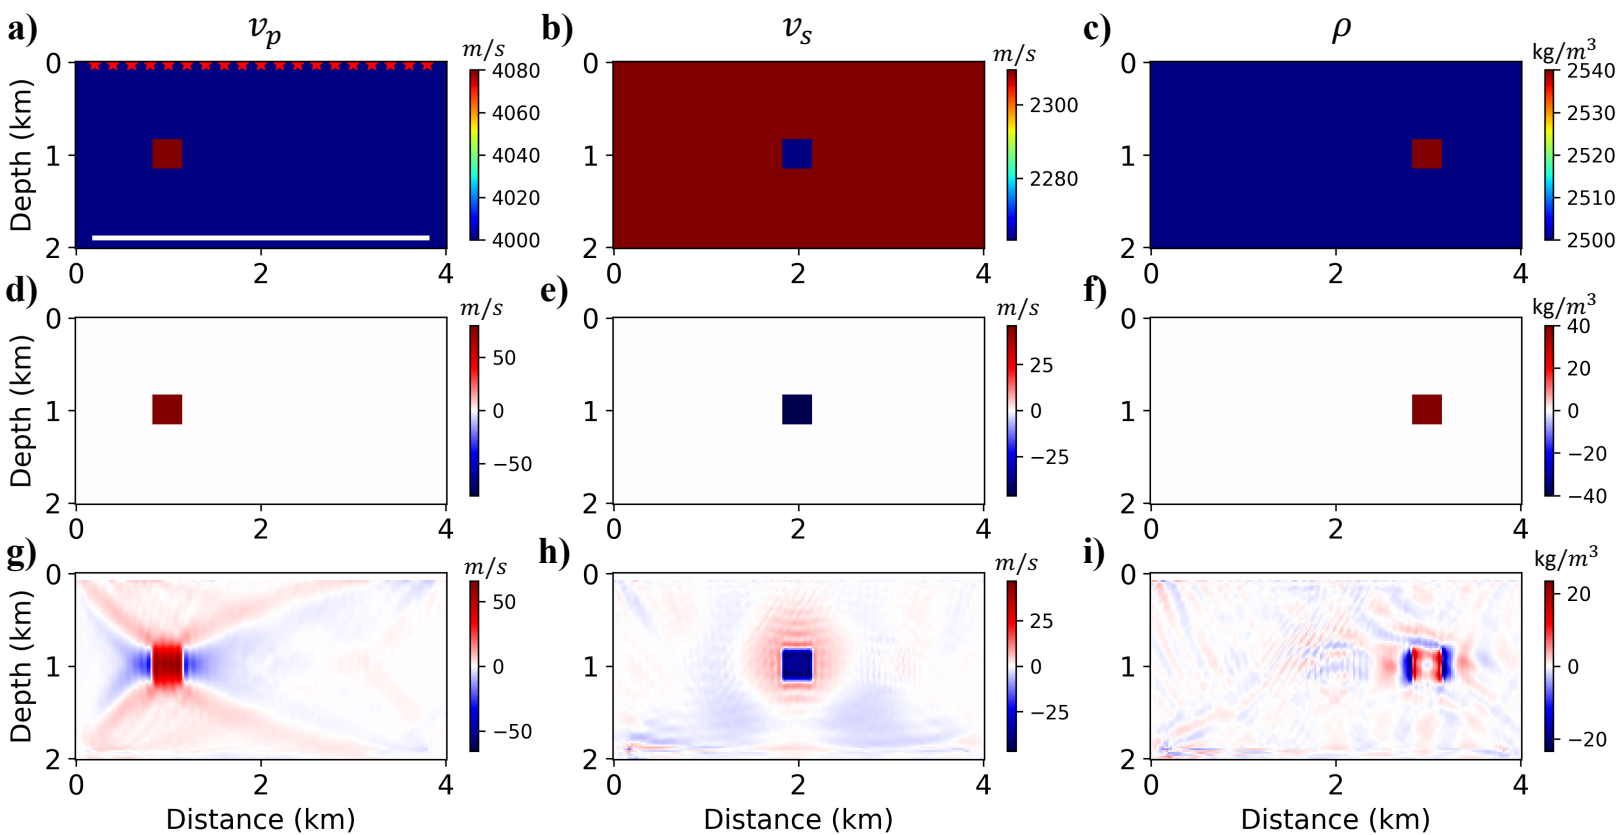 a) v_p b) v_s c) ρ
m/s m/s kg/m³
0 4080 0 0 2540
4060 2300 2530
Depth (km) 1 4040 1 1 2520
4020 2280 2510
2 4000 2 2 2500
0 2 4 0 2 4 0 2 4
d) m/s e) m/s f) kg/m³
0 0 0 40
50 25 20
Depth (km) 1 0 1 0 1 0
−50 −25 −20
2 2 2 −40
0 2 4 0 2 4 0 2 4
g) m/s h) m/s i) kg/m³
0 0 0
50 25 20
Depth (km) 1 0 1 0 1 0
−50 −25 −20
2 2 2
0 2 4 0 2 4 0 2 4
Distance (km) Distance (km) Distance (km)